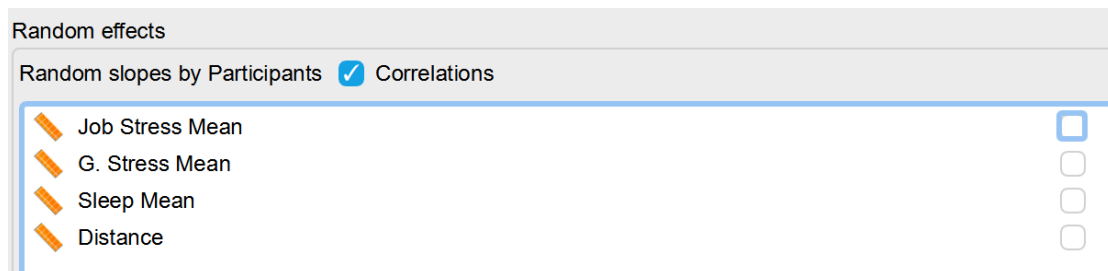 Random effects
Random slopes by Participants Correlations
Job Stress Mean
G. Stress Mean
Sleep Mean
Distance